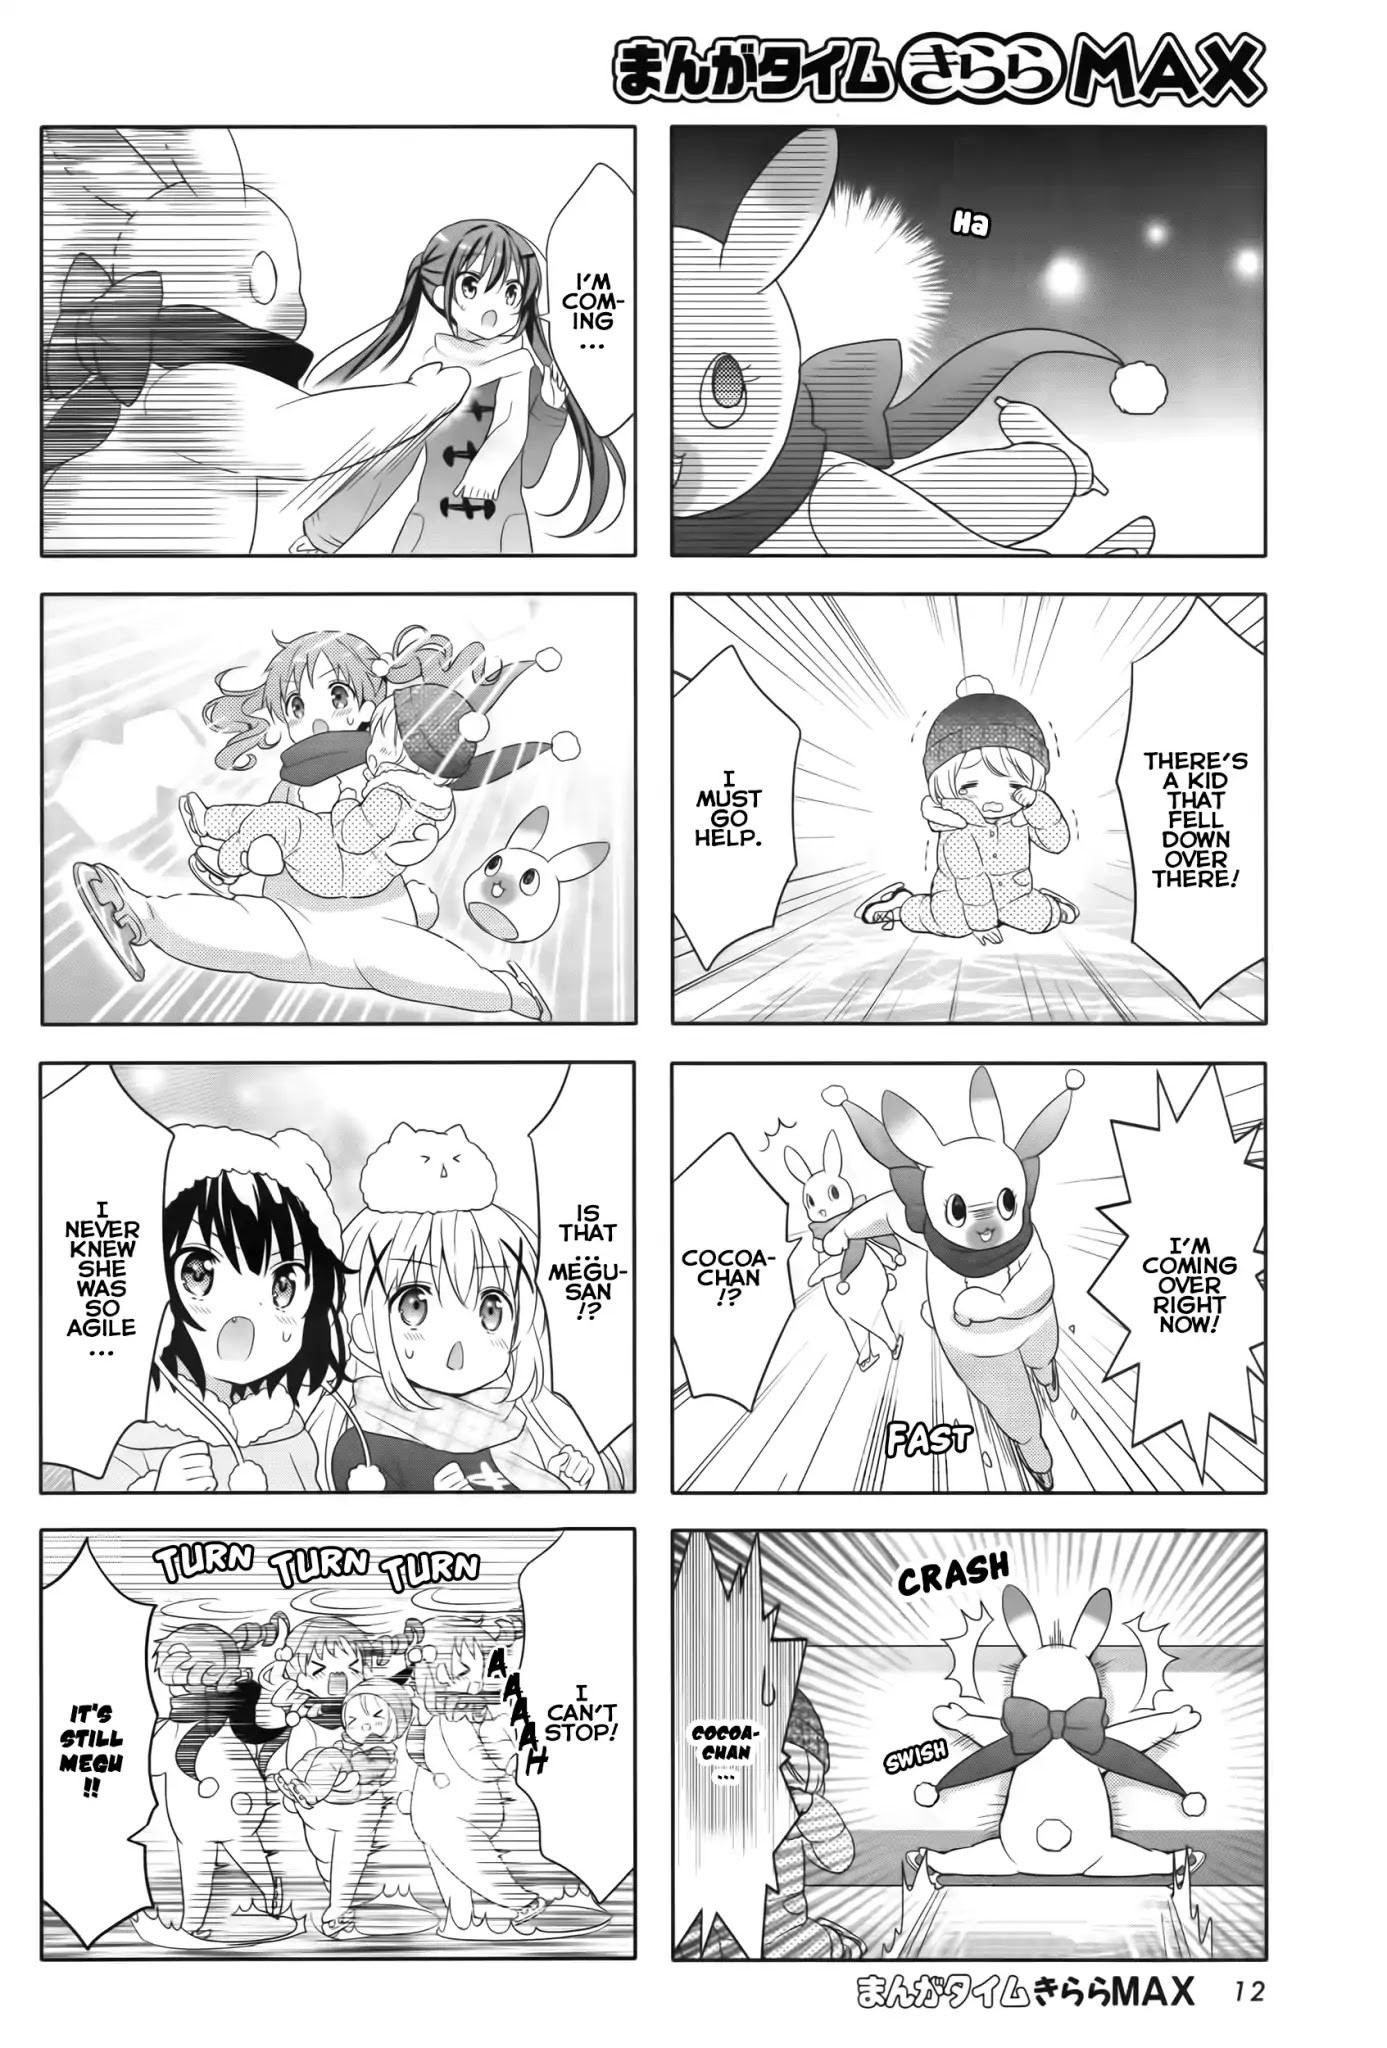 まんがタイムきららMAX
Ha
THERE'S
A KID
THAT
FELL
DOWN
OVER
THERE!
I
MUST
GO
HELP.
I'M
COMING
OVER
RIGHT
NOW!
COCOA-
CHAN
!?
FAST
CRASH
SWISH
COCOA-
CHAN
...
I'M
COM-
ING
...
IS
THAT
...
MEGU-
SAN!?
I
NEVER
KNEW
SHE
WAS
SO
AGILE
...
TURN TURN TURN
I
CAN'T
STOP!
AAAAH
IT'S
STILL
MEGU
!!
まんがタイムきららMAX 12